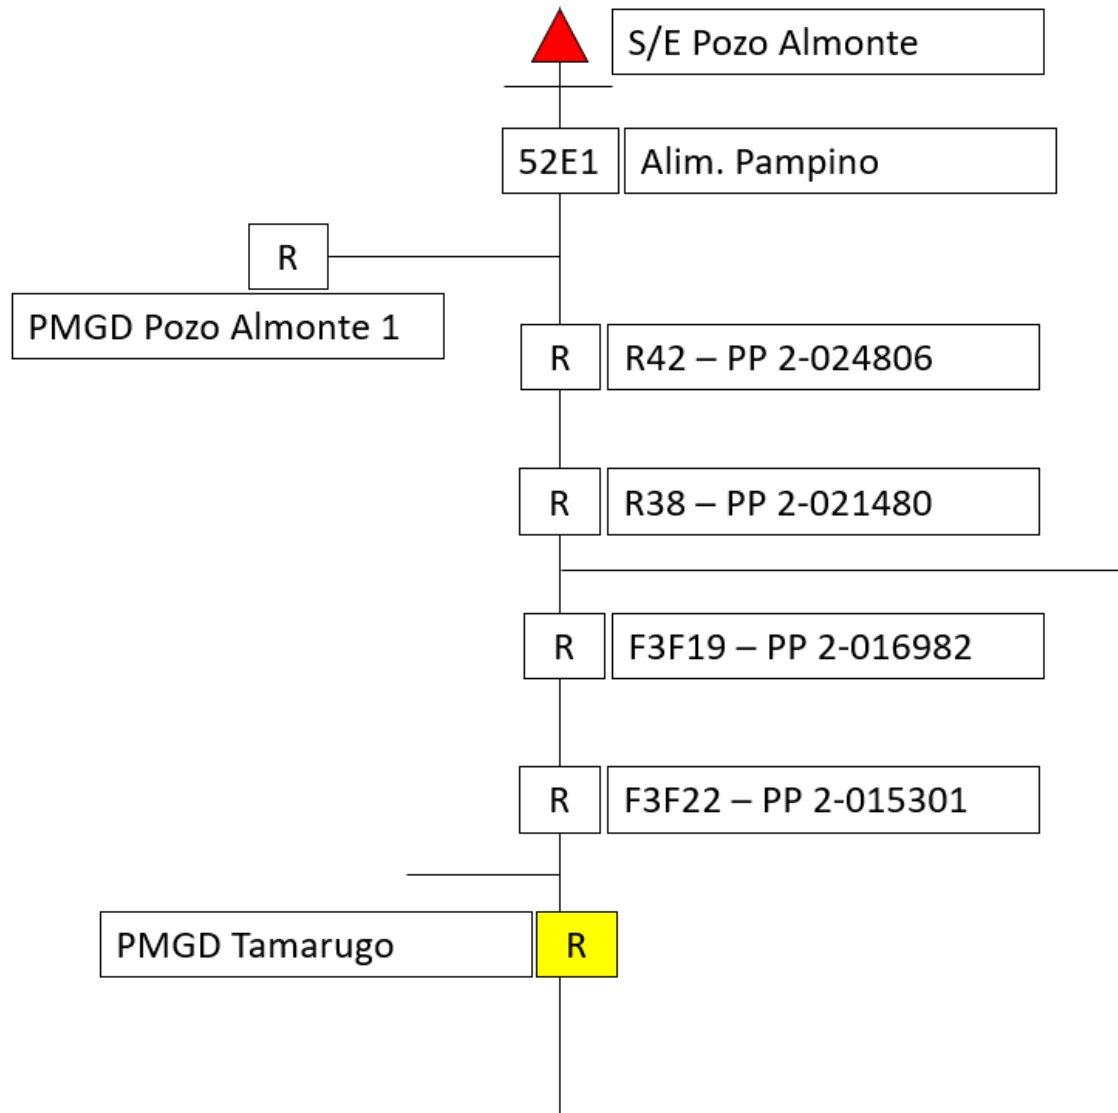 S/E Pozo Almonte
52E1 Alim. Pampino
R
PMGD Pozo Almonte 1
R R42 – PP 2-024806
R R38 – PP 2-021480
R F3F19 – PP 2-016982
R F3F22 – PP 2-015301
PMGD Tamarugo R